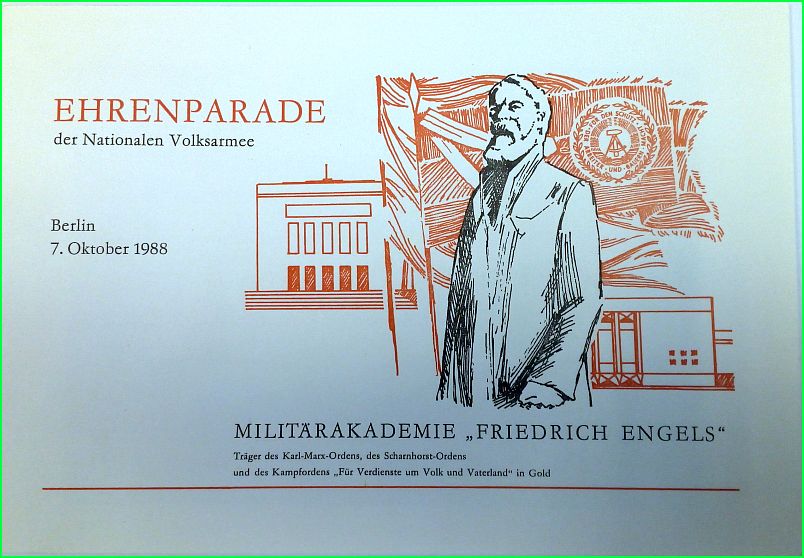 EHRENPARADE
der Nationalen Volksarmee
Berlin
7. Oktober 1988
MILITÄRAKADEMIE „FRIEDRICH ENGELS“
Träger des Karl-Marx-Ordens, des Scharnhorst-Ordens
und des Kampfordens „Für Verdienste um Volk und Vaterland“ in Gold